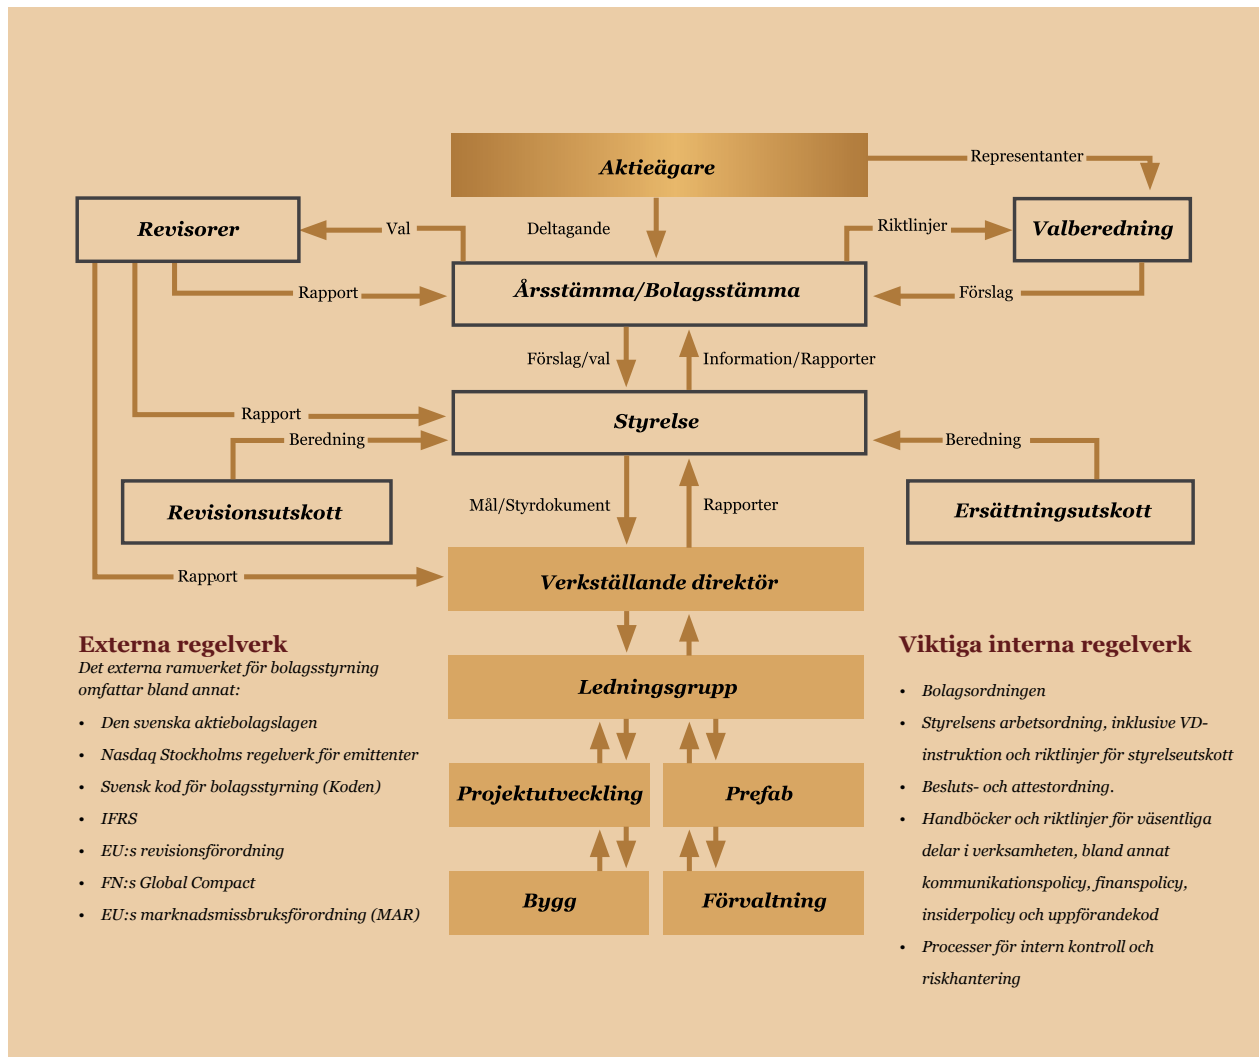 Aktieägare
Representanter
Revisorer
Val
Deltagande
Riktlinjer
Valberedning
Rapport
Årsstämma/Bolagsstämma
Förslag
Förslag/val
Information/Rapporter
Rapport
Styrelse
Beredning
Beredning
Revisionsutskott
Mål/Styrdokument
Rapporter
Ersättningsutskott
Rapport
Verkställande direktör
Ledningsgrupp
Projektutveckling
Prefab
Bygg
Förvaltning
Externa regelverk
Det externa ramverket för bolagsstyrning
omfattar bland annat:
• Den svenska aktiebolagslagen
• Nasdaq Stockholms regelverk för emittenter
• Svensk kod för bolagsstyrning (Koden)
• IFRS
• EU:s revisionsförordning
• FN:s Global Compact
• EU:s marknadsmissbruksförordning (MAR)
Viktiga interna regelverk
• Bolagsordningen
• Styrelsens arbetsordning, inklusive VD-
instruktion och riktlinjer för styrelseutskott
• Besluts- och attestordning.
• Handböcker och riktlinjer för väsentliga
delar i verksamheten, bland annat
kommunikationspolicy, finanspolicy,
insiderpolicy och uppförandekod
• Processer för intern kontroll och
riskhantering